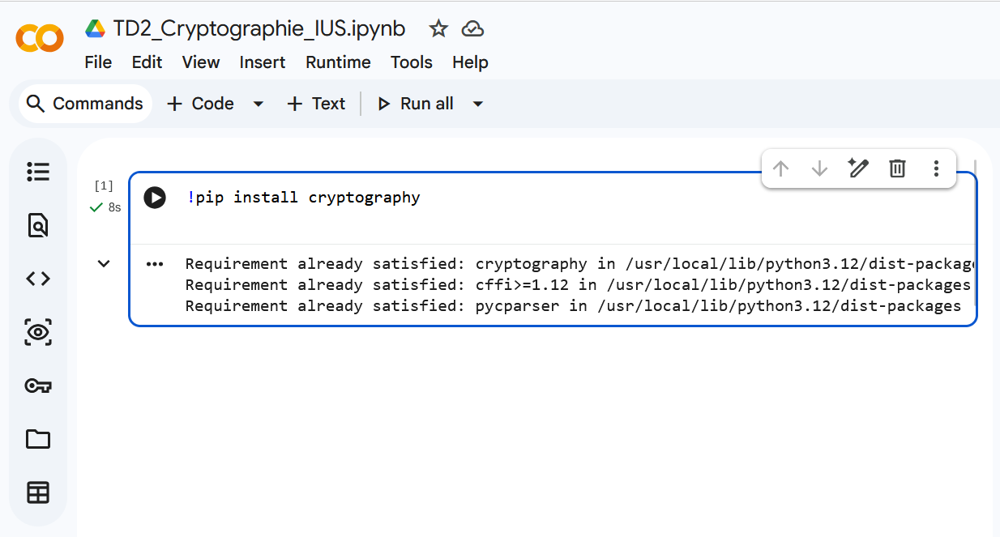 TD2_Cryptographie_IUS.ipynb
File Edit View Insert Runtime Tools Help
Commands + Code + Text Run all
[1]
8s
!pip install cryptography
Requirement already satisfied: cryptography in /usr/local/lib/python3.12/dist-package
Requirement already satisfied: cffi>=1.12 in /usr/local/lib/python3.12/dist-packages
Requirement already satisfied: pycparser in /usr/local/lib/python3.12/dist-packages